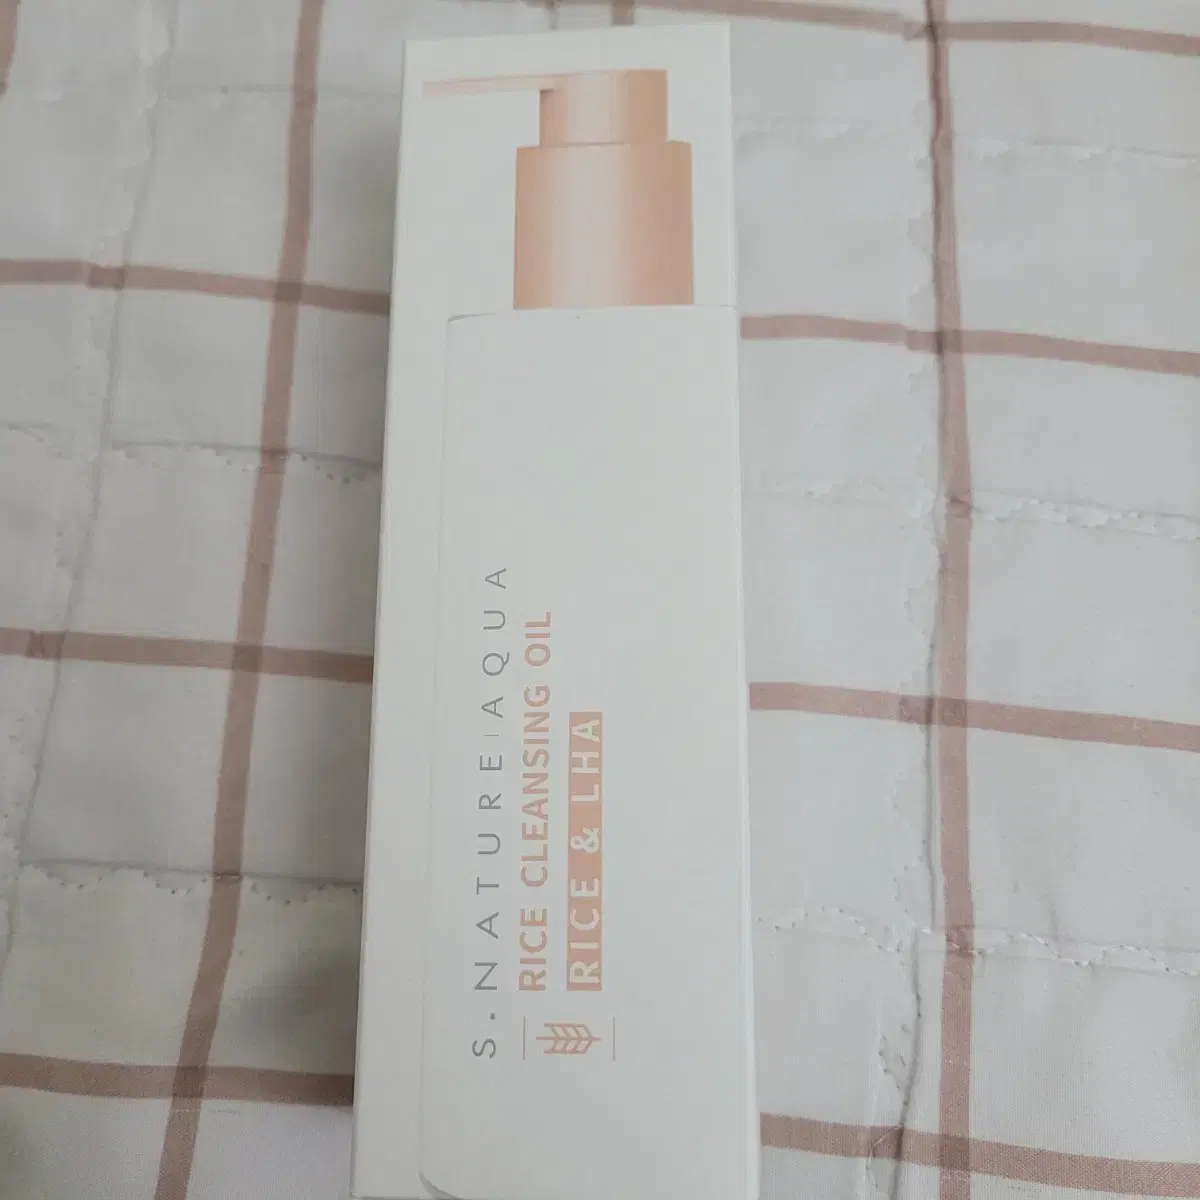 S.NATURE|AQUA
RICE CLEANSING OIL
RICE & LHA